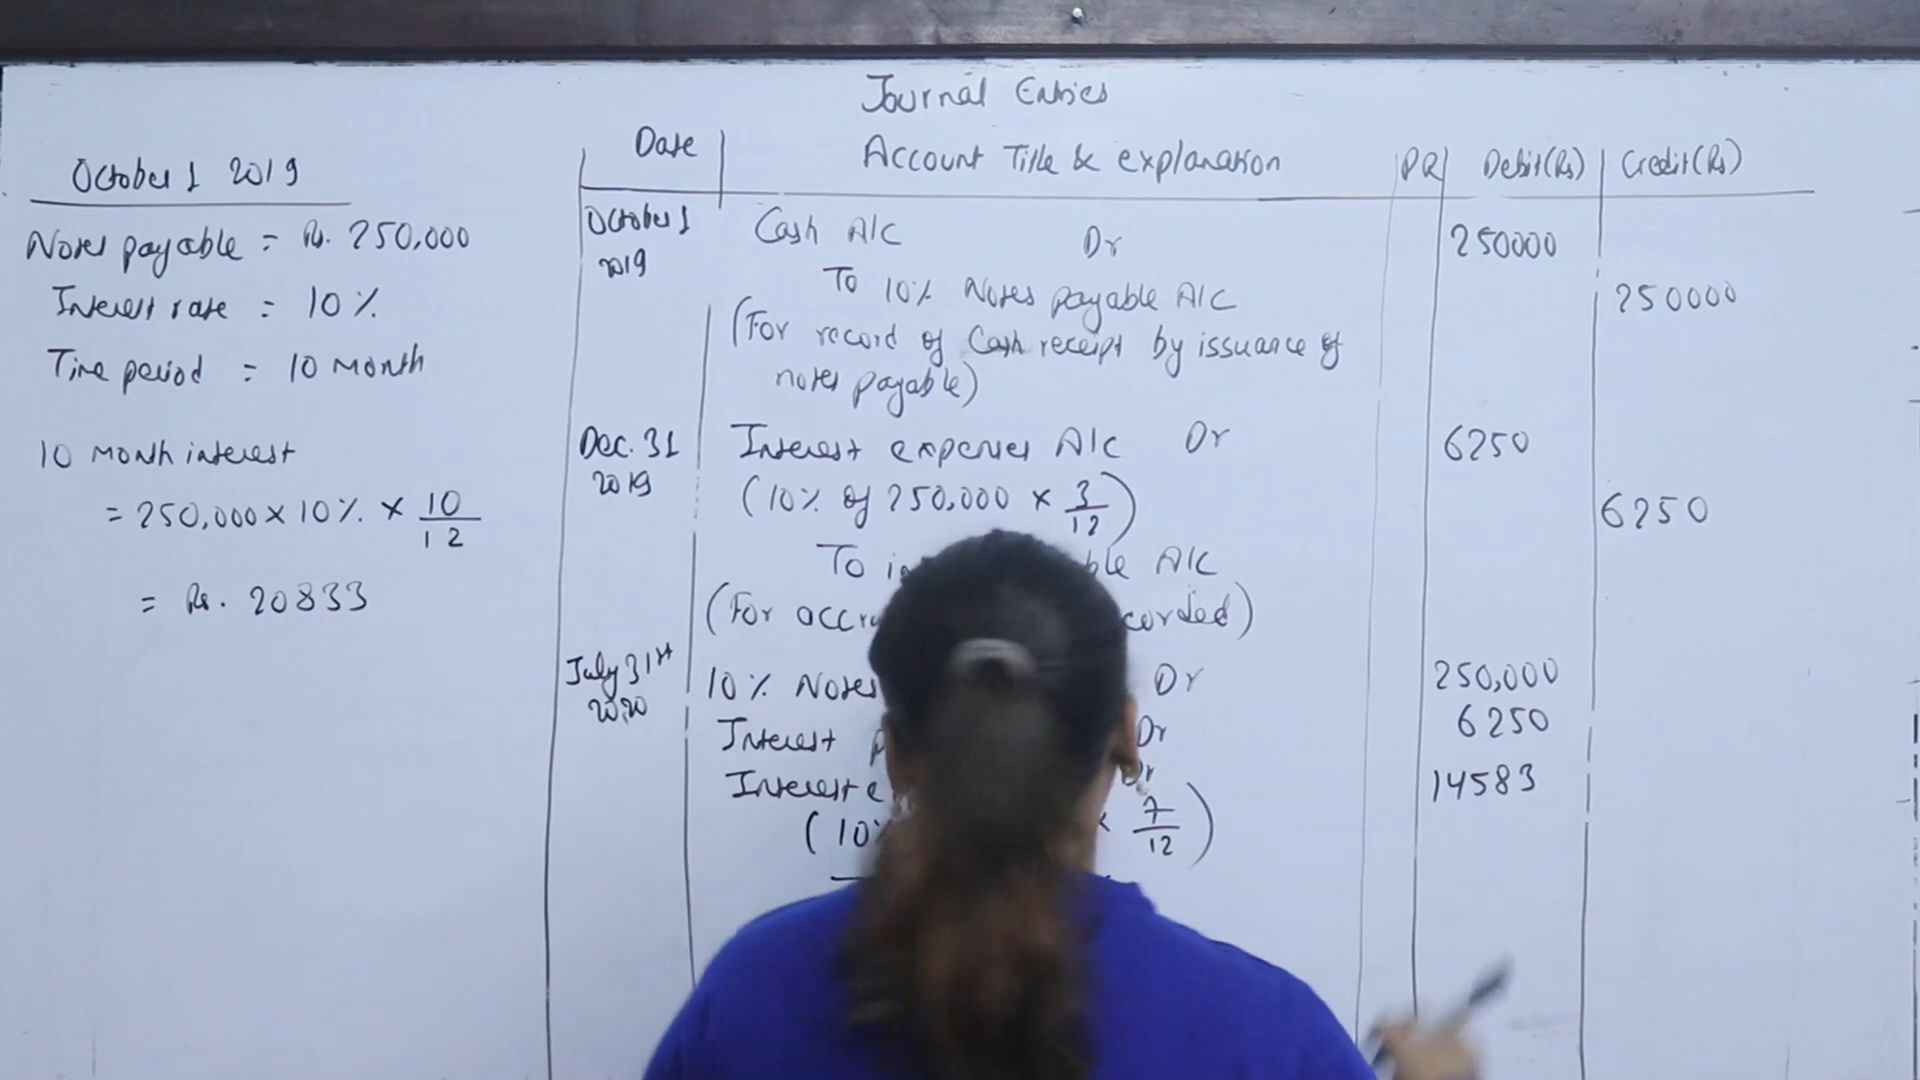 October 1 2019
Notes payable = Rs. 250,000
Interest rate = 10%
Time period = 10 Month
10 Month interest
= 250,000 × 10% × 10/12
= Rs. 20833
Journal Entries
Date | Account Title & explanation | PR | Debit (Rs) | Credit (Rs)
October 1 2019 Cash A/C Dr 250000
To 10% Notes payable A/C 250000
(For record of Cash receipt by issuance of
notes payable)
Dec. 31 2019 Interest expenses A/C Dr 6250
(10% of 250,000 × 3/12) 6250
To A/C
(For
July 31st 2020 10% Notes Dr 250,000
Interest Dr 6250
Interest Dr 14583
(10% × 7/12)